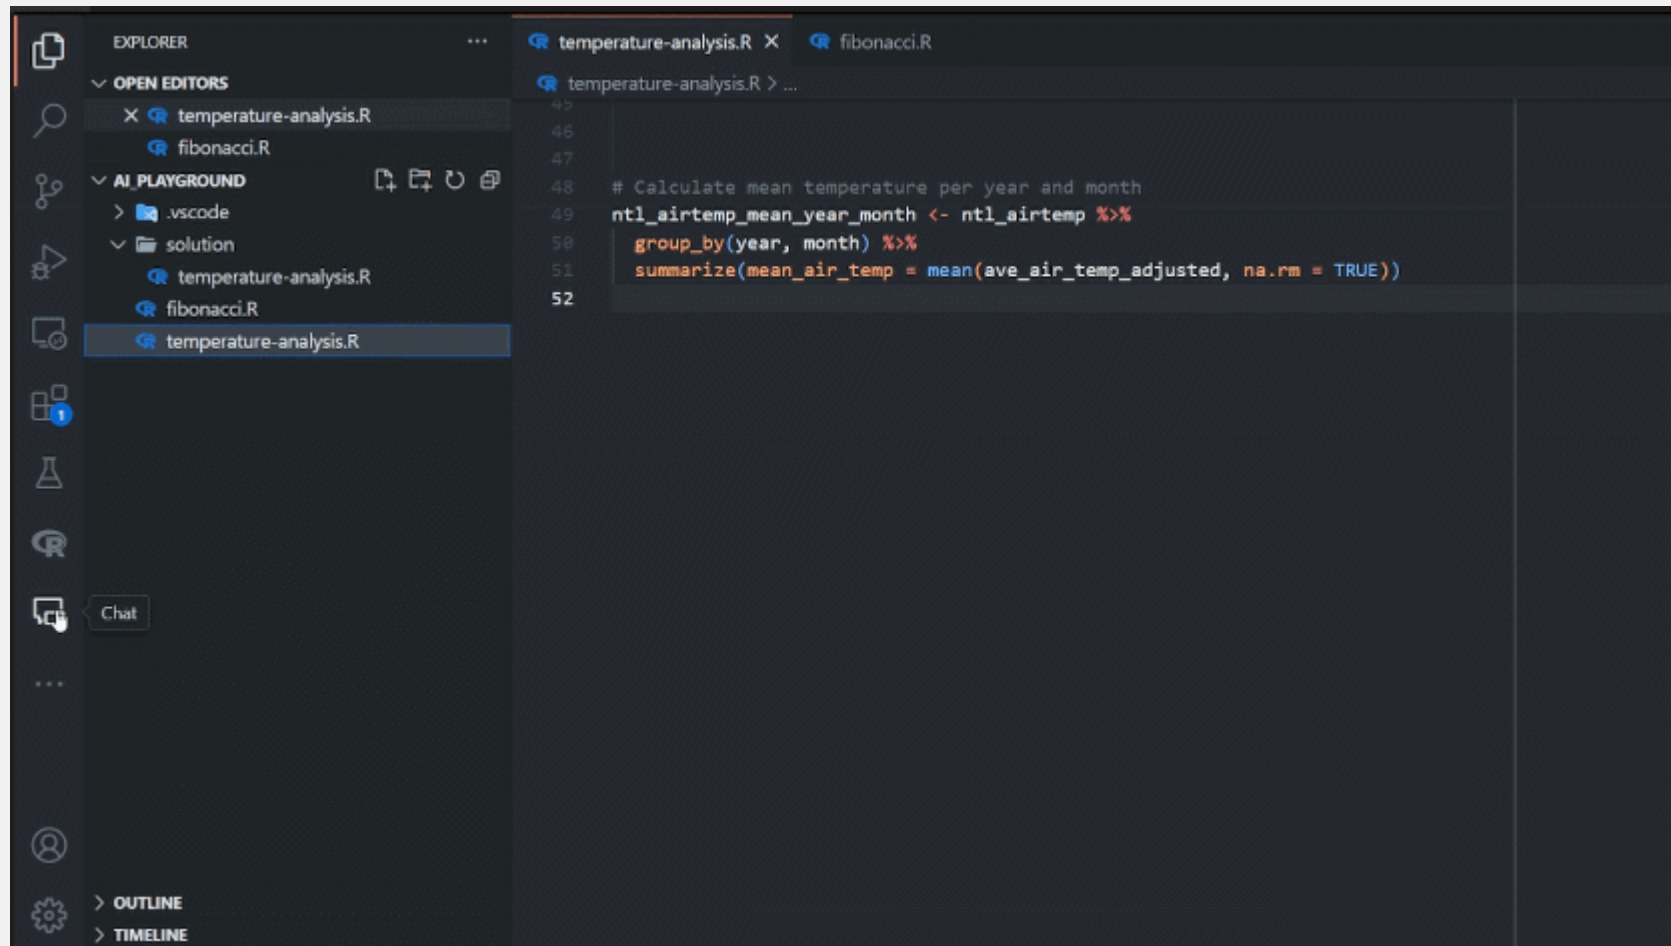 EXPLORER
OPEN EDITORS
temperature-analysis.R
fibonacci.R
AI_PLAYGROUND
.vscode
solution
temperature-analysis.R
fibonacci.R
temperature-analysis.R
1
Chat
OUTLINE
TIMELINE
temperature-analysis.R fibonacci.R
temperature-analysis.R > ...
45
46
47
48 # Calculate mean temperature per year and month
49 ntl_airtemp_mean_year_month <- ntl_airtemp %>%
50 group_by(year, month) %>%
51 summarize(mean_air_temp = mean(ave_air_temp_adjusted, na.rm = TRUE))
52